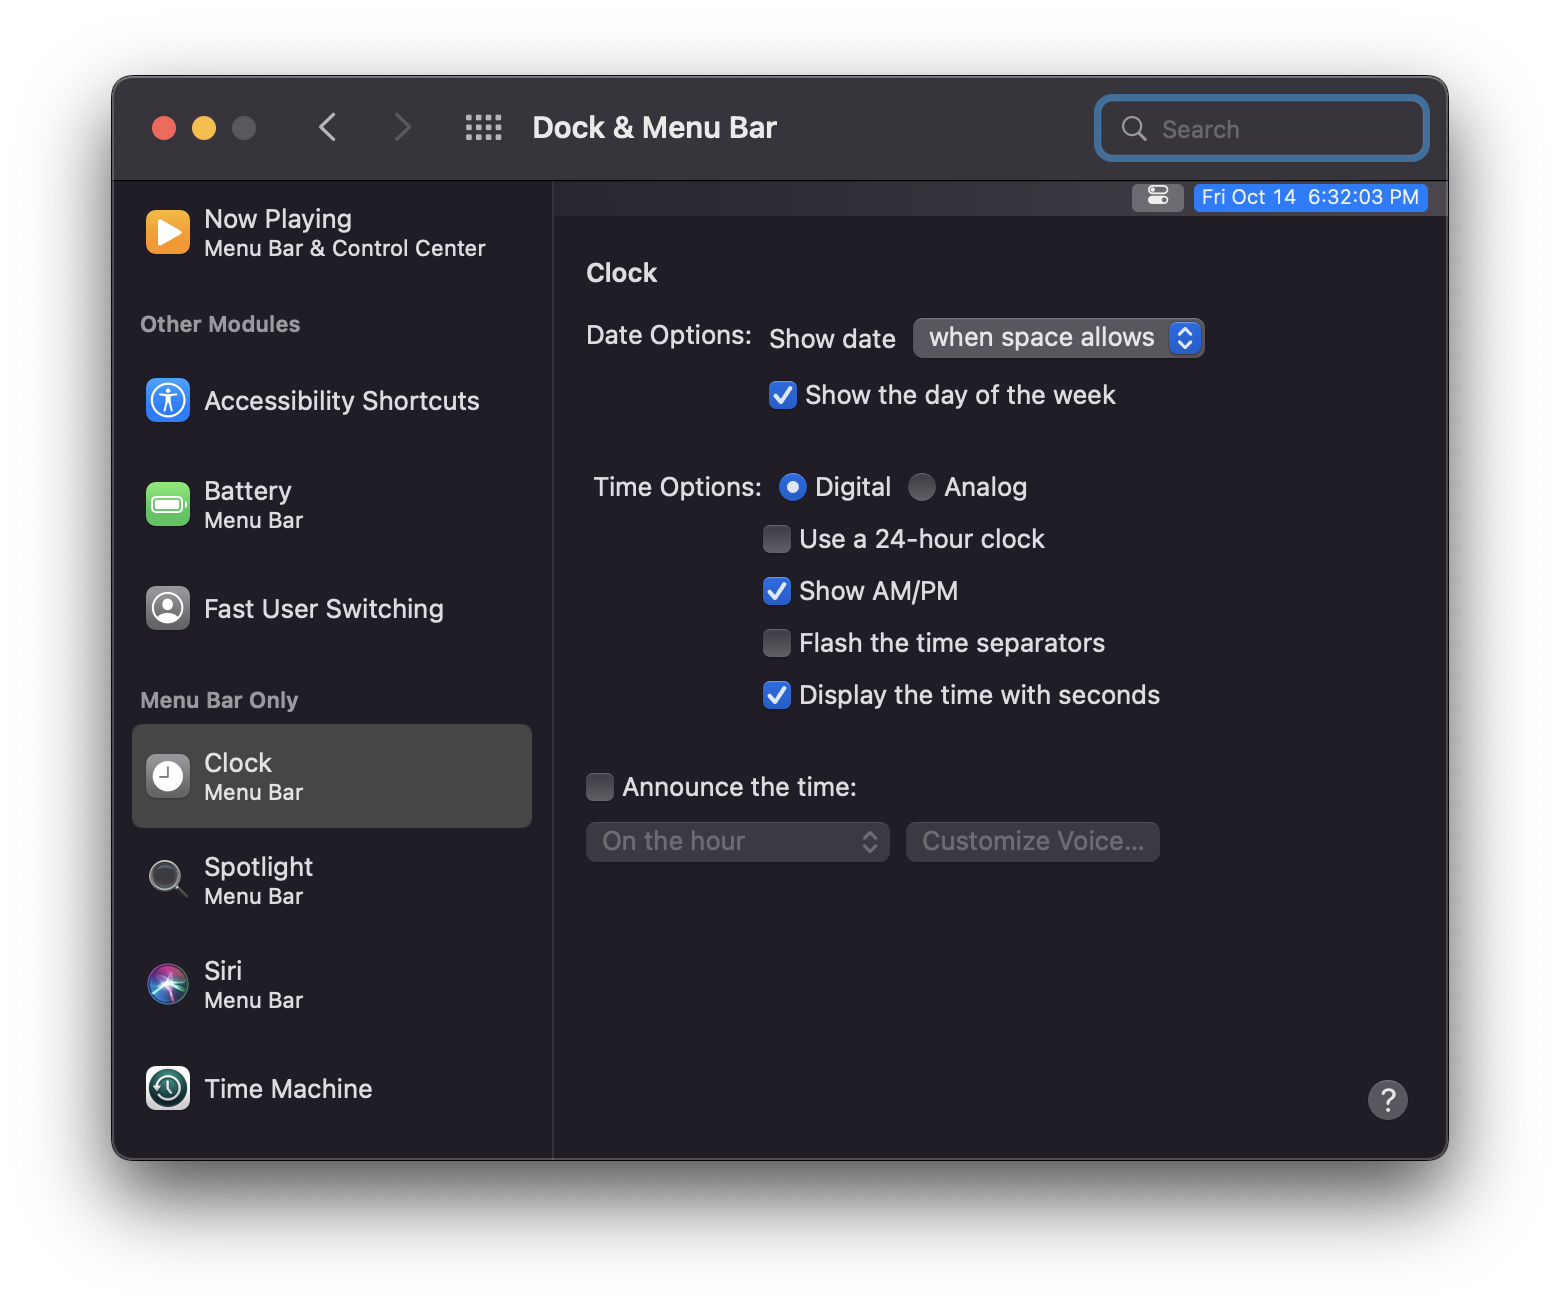 Dock & Menu Bar
Search
Now Playing
Menu Bar & Control Center
Other Modules
Accessibility Shortcuts
Battery
Menu Bar
Fast User Switching
Menu Bar Only
Clock
Menu Bar
Spotlight
Menu Bar
Siri
Menu Bar
Time Machine
Fri Oct 14 6:32:03 PM
Clock
Date Options: Show date when space allows
Show the day of the week
Time Options: Digital Analog
Use a 24-hour clock
Show AM/PM
Flash the time separators
Display the time with seconds
Announce the time:
On the hour Customize Voice...
?